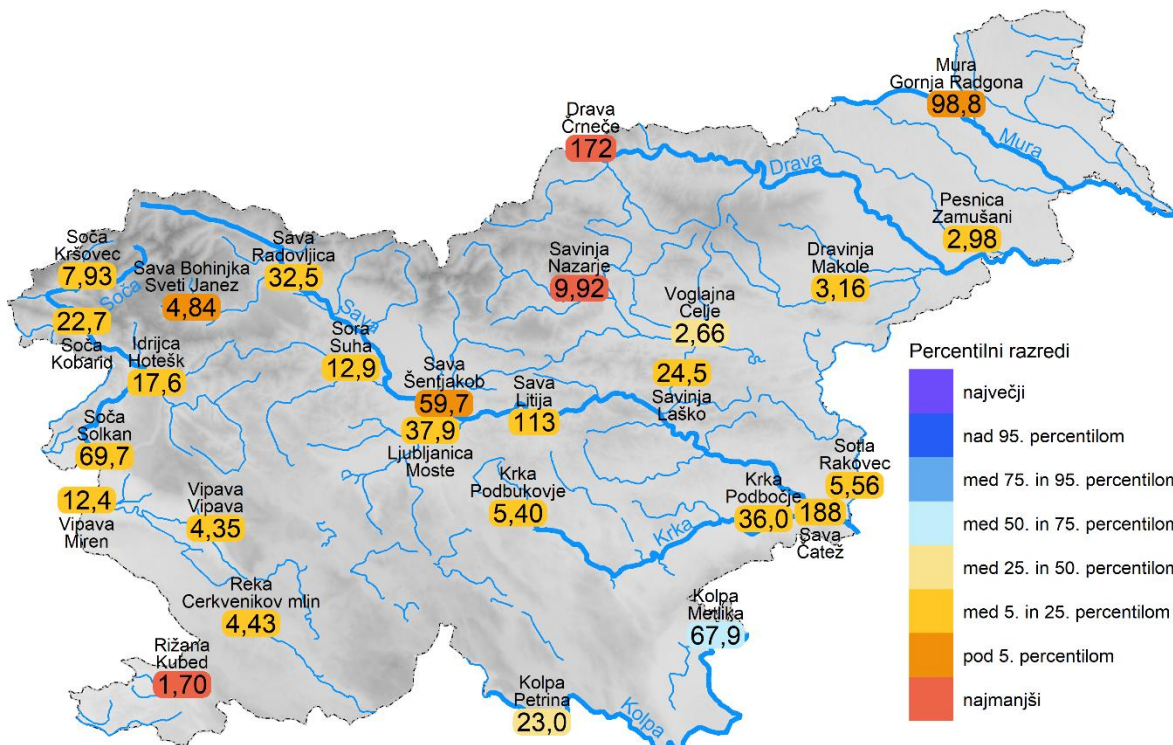 Mura
Gornja Radgona
98,8
Mura
Drava
Črneče
172
Drava
Pesnica
Zamušani
2,98
Soča
Kršovec
7,93
Sava Bohinjka
Sveti Janez
4,84
Sava
Radovljica
32,5
Savinja
Nazarje
9,92
Dravinja
Makole
3,16
Voglajna
Celje
2,66
Soča
22,7
Soča
Kobarid
Idrijca
Hotešk
17,6
Sava
Sora
Suha
12,9
Sava
Šentjakob
59,7
37,9
Ljubljanica
Moste
Sava
Litija
113
24,5
Savinja
Laško
Soča
Solkan
69,7
12,4
Vipava
Miren
Vipava
Vipava
4,35
Krka
Podbukovje
5,40
Krka
Krka
Podbočje
36,0
Sotla
Rakovec
5,56
188
Sava
Čatež
Reka
Cerkvenikov mlin
4,43
Rižana
Kubed
1,70
Kolpa
Metlika
67,9
Kolpa
Petrina
23,0
Kolpa
Percentilni razredi
največji
nad 95. percentilom
med 75. in 95. percentilom
med 50. in 75. percentilom
med 25. in 50. percentilom
med 5. in 25. percentilom
pod 5. percentilom
najmanjši